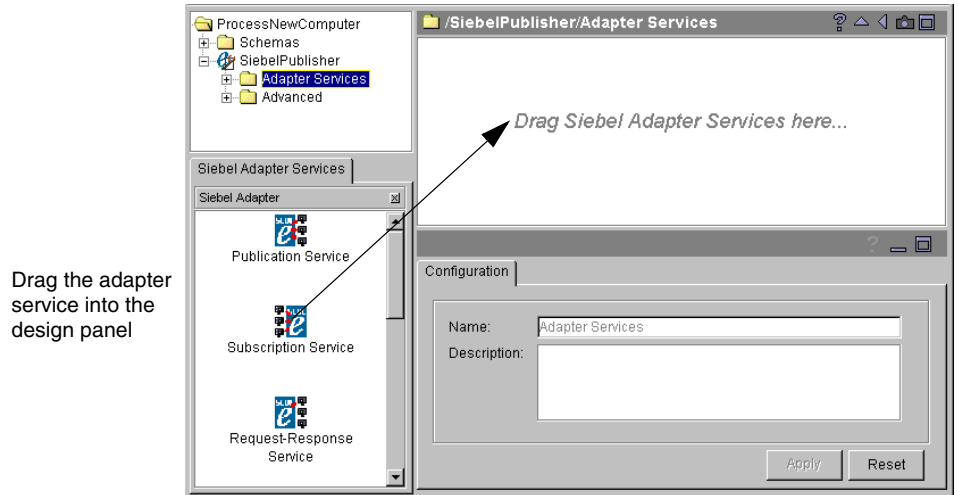 ProcessNewComputer
Schemas
SiebelPublisher
Adapter Services
Advanced
/SiebelPublisher/Adapter Services
Drag Siebel Adapter Services here...
Siebel Adapter Services
Siebel Adapter
Publication Service
Subscription Service
Request-Response
Service
Drag the adapter
service into the
design panel
Configuration
Name:
Adapter Services
Description:
Apply
Reset